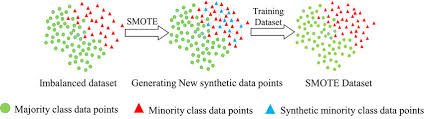 SMOTE
Training
Dataset
Imbalanced dataset
Generating New synthetic data points
SMOTE Dataset
Majority class data points
Minority class data points
Synthetic minority class data points